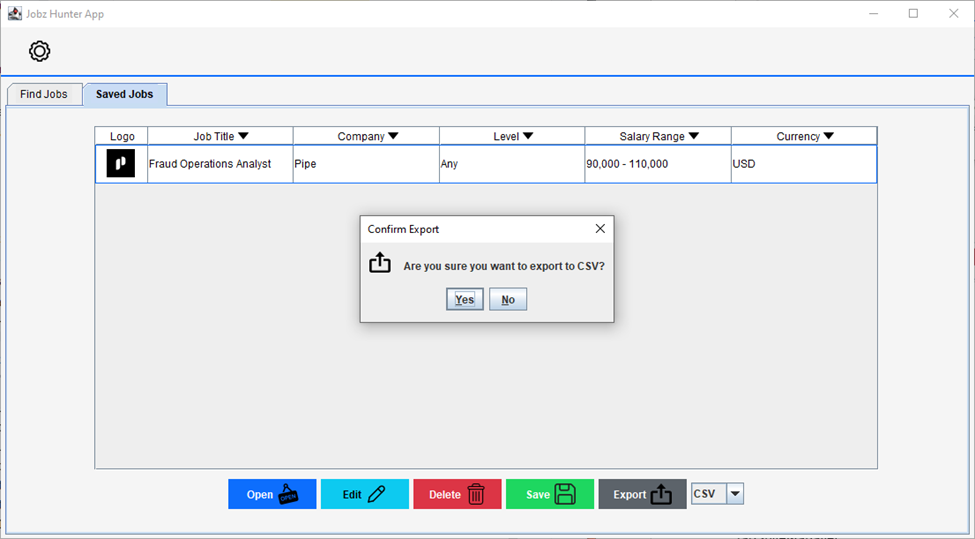 Jobz Hunter App
Find Jobs Saved Jobs
Logo Job Title Company Level Salary Range Currency
Fraud Operations Analyst Pipe Any 90,000 - 110,000 USD
Confirm Export
Are you sure you want to export to CSV?
Yes No
Open OPEN Edit Delete Save Export CSV